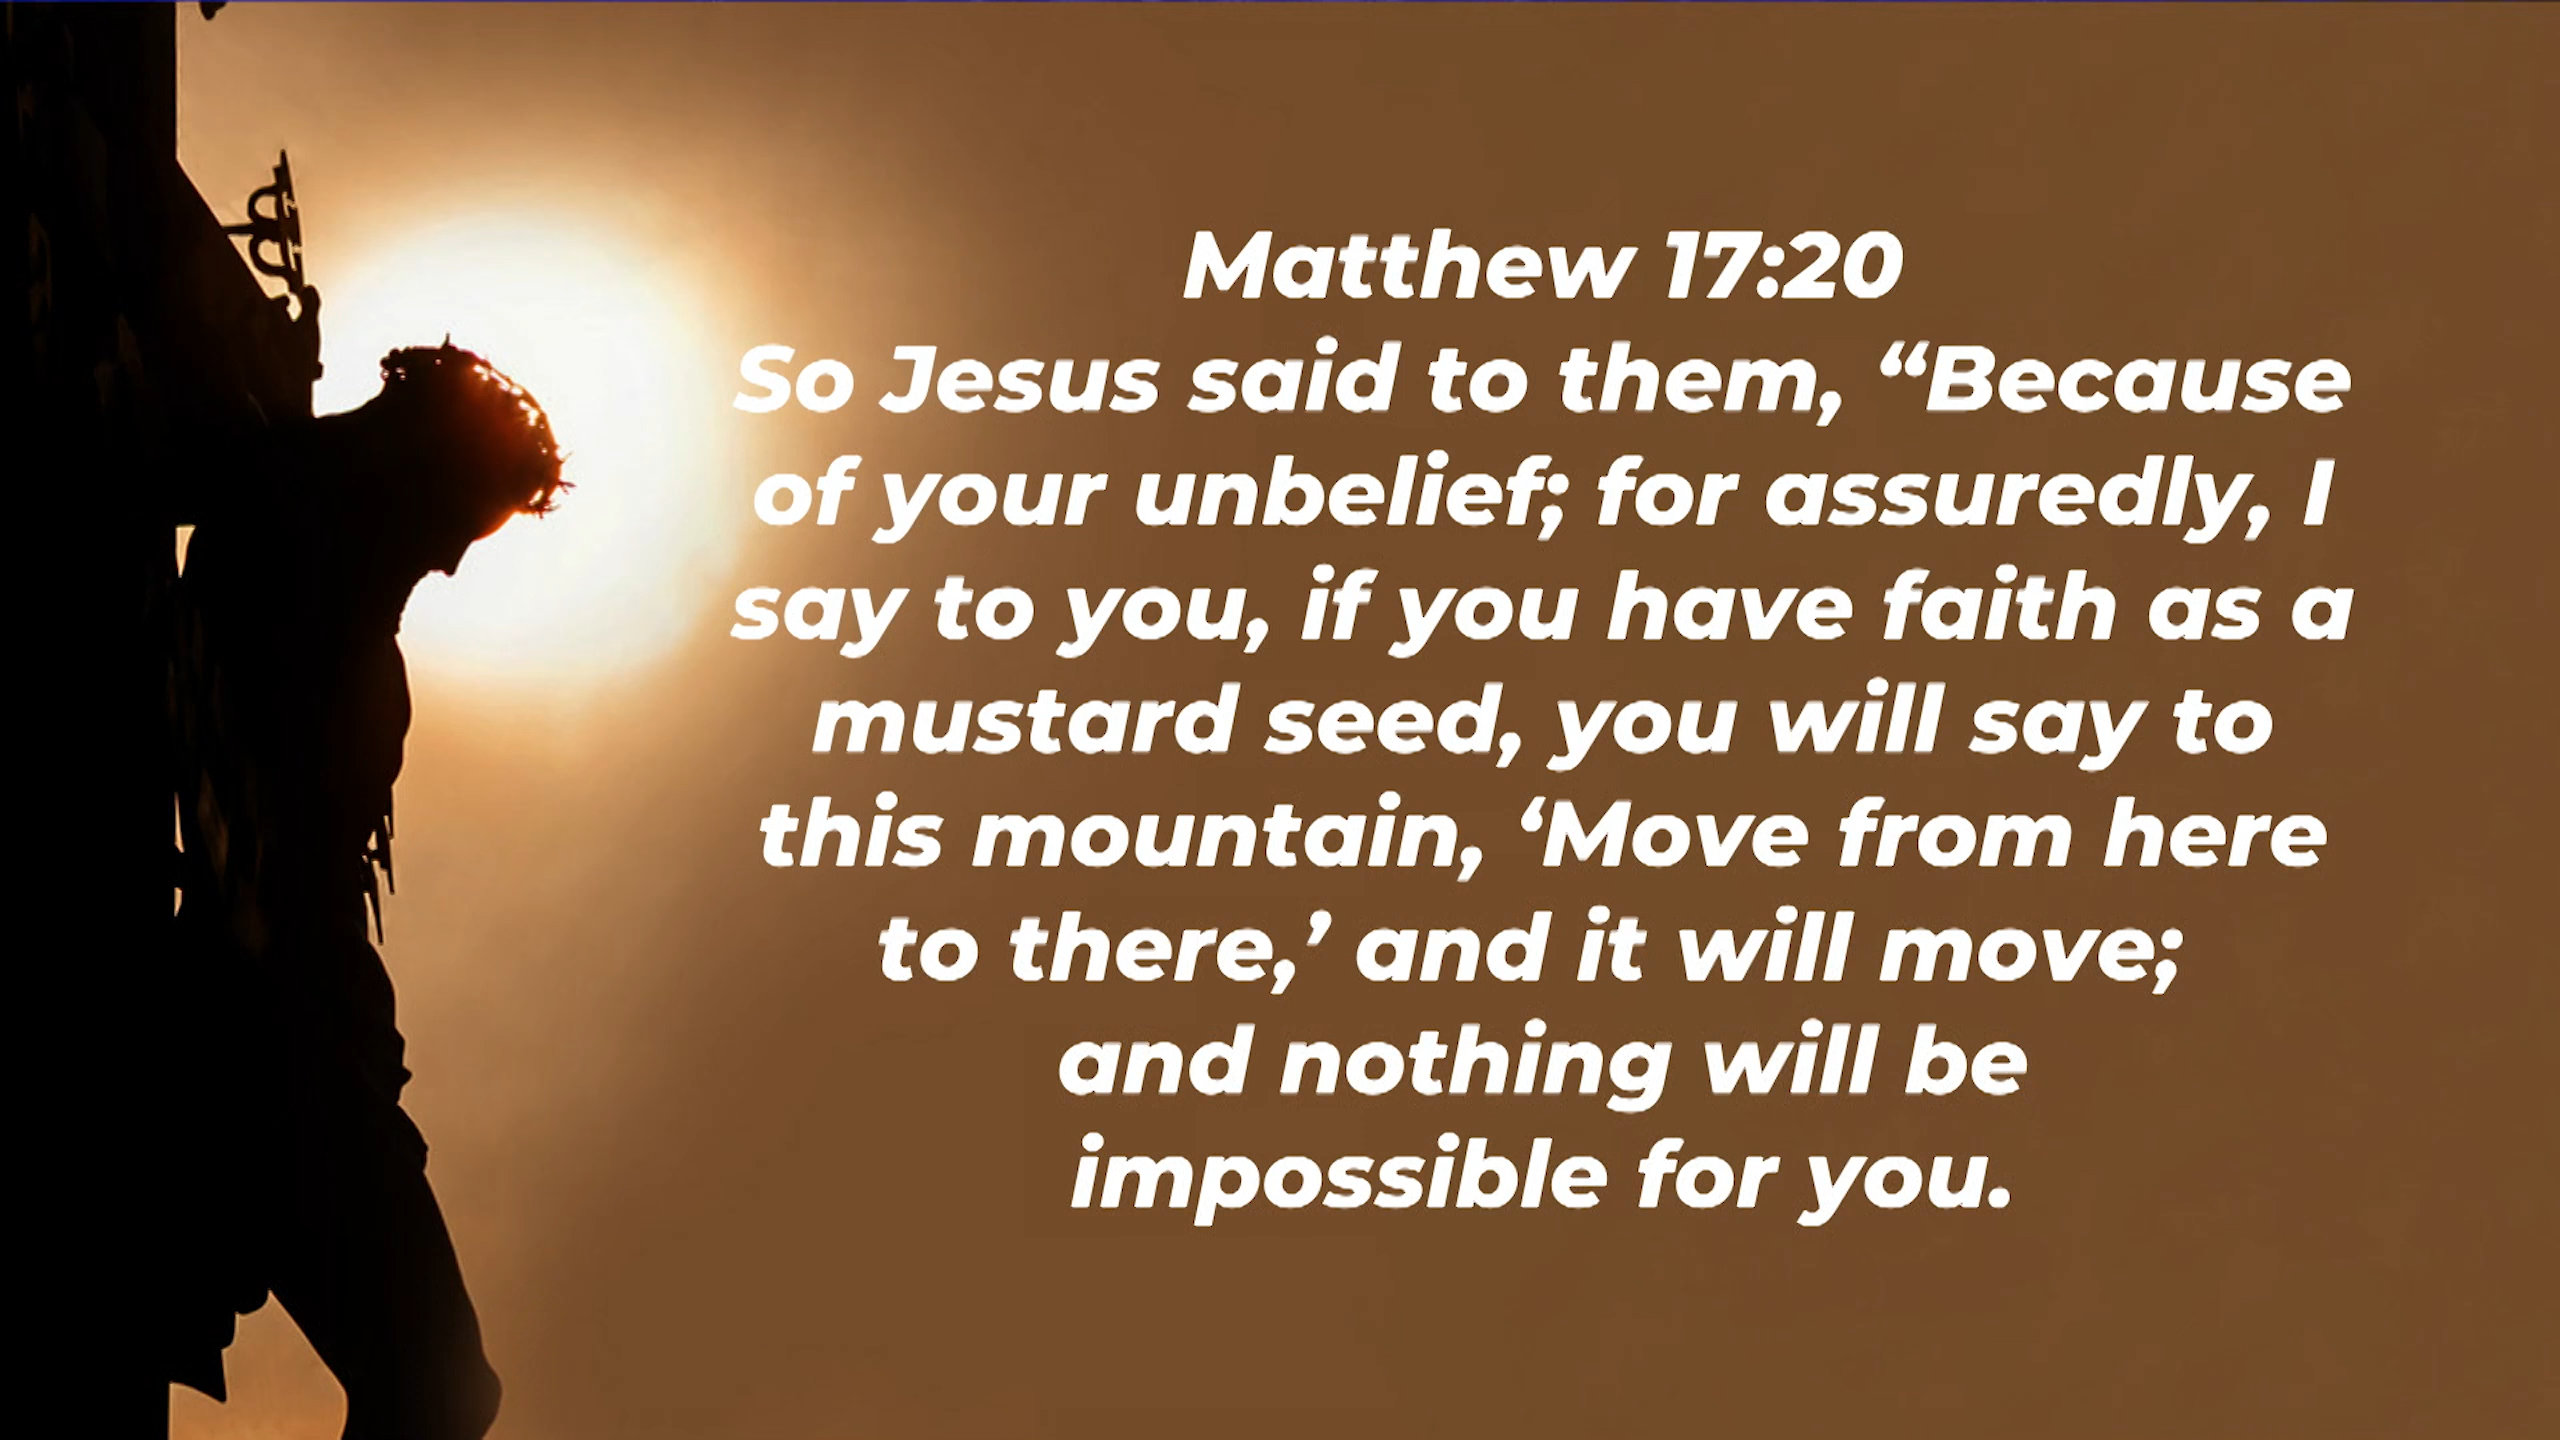 Matthew 17:20
So Jesus said to them, “Because
of your unbelief; for assuredly, I
say to you, if you have faith as a
mustard seed, you will say to
this mountain, ‘Move from here
to there,’ and it will move;
and nothing will be
impossible for you.